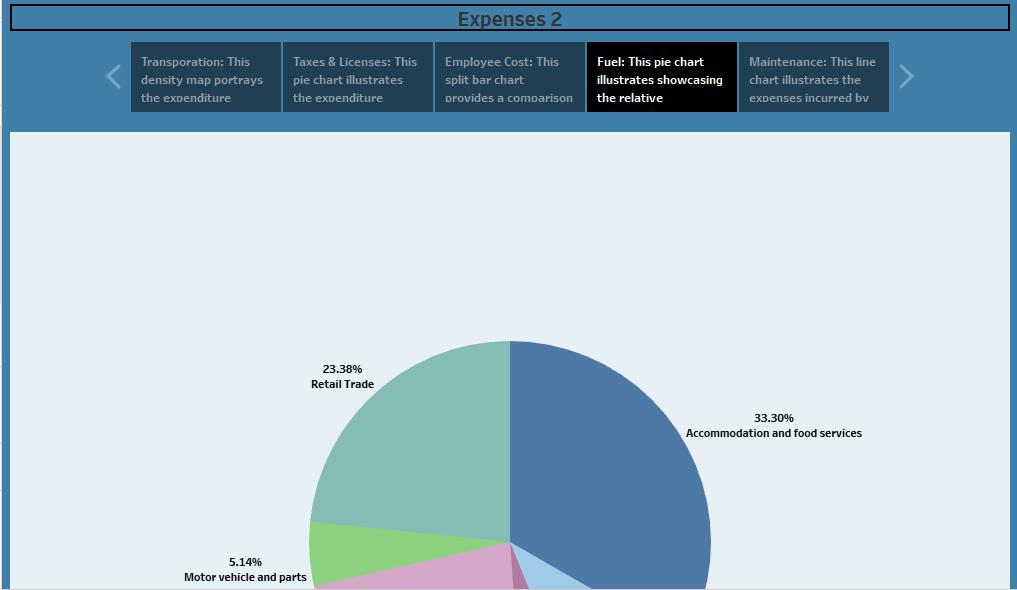 Expenses 2
Transporation: This
density map portrays
the expenditure
Taxes & Licenses: This
pie chart illustrates
the expenditure
Employee Cost: This
split bar chart
provides a comparison
Fuel: This pie chart
illustrates showcasing
the relative
Maintenance: This line
chart illustrates the
expenses incurred by
23.38%
Retail Trade
33.30%
Accommodation and food services
5.14%
Motor vehicle and parts